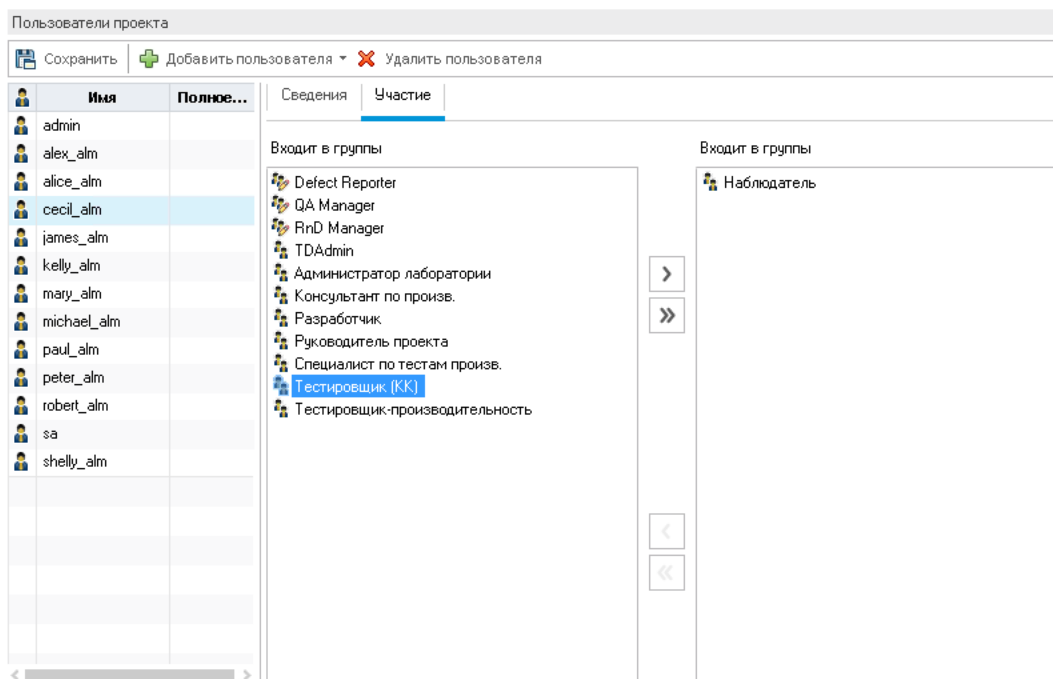 Пользователи проекта
Сохранить Добавить пользователя Удалить пользователя
Имя Полное...
admin
alex_alm
alice_alm
cecil_alm
james_alm
kelly_alm
mary_alm
michael_alm
paul_alm
peter_alm
robert_alm
sa
shelly_alm
Сведения Участие
Входит в группы
Defect Reporter
QA Manager
RnD Manager
TDAdmin
Администратор лаборатории
Консультант по произв.
Разработчик
Руководитель проекта
Специалист по тестам произв.
Тестировщик (КК)
Тестировщик-производительность
Входит в группы
Наблюдатель